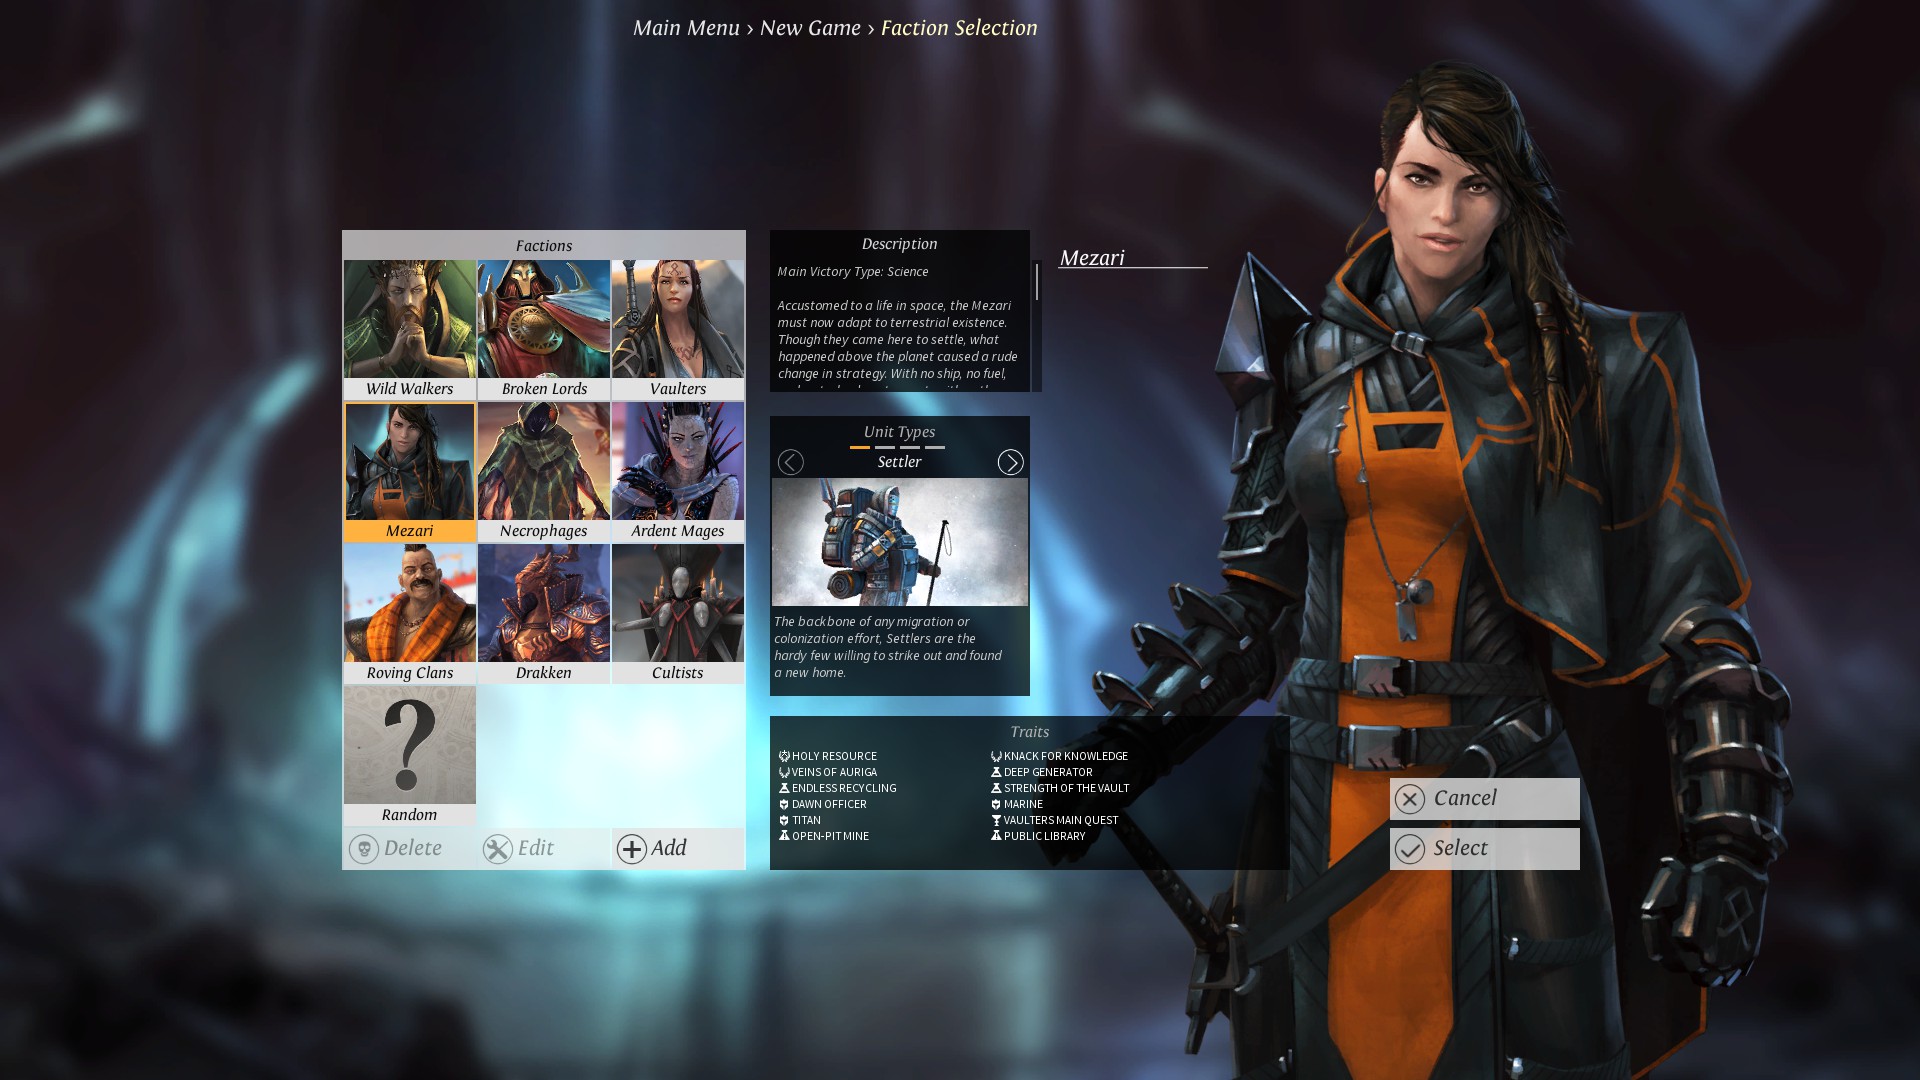 Main Menu › New Game › Faction Selection
Factions
Wild Walkers
Broken Lords
Vaulters
Mezari
Necrophages
Ardent Mages
Roving Clans
Drakken
Cultists
Random
Delete
Edit
Add
Description
Main Victory Type: Science
Accustomed to a life in space, the Mezari
must now adapt to terrestrial existence.
Though they came here to settle, what
happened above the planet caused a rude
change in strategy. With no ship, no fuel,
Mezari
Unit Types
Settler
The backbone of any migration or
colonization effort, Settlers are the
hardy few willing to strike out and found
a new home.
Traits
HOLY RESOURCE
VEINS OF AURIGA
ENDLESS RECYCLING
DAWN OFFICER
TITAN
OPEN-PIT MINE
KNACK FOR KNOWLEDGE
DEEP GENERATOR
STRENGTH OF THE VAULT
MARINE
VAULTERS MAIN QUEST
PUBLIC LIBRARY
Cancel
Select